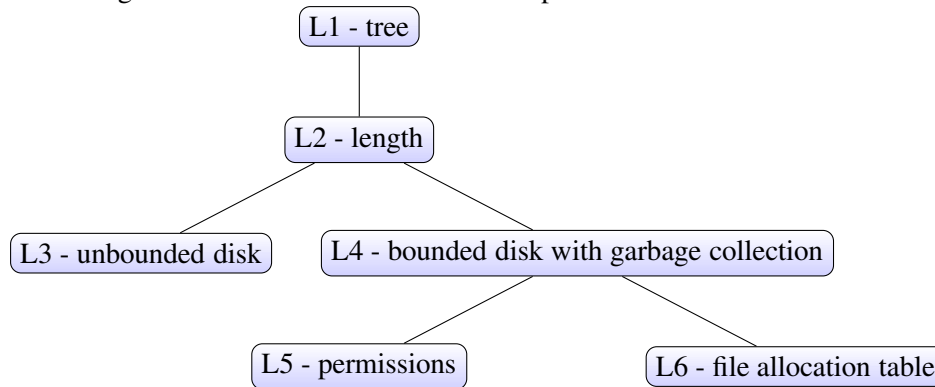 L1 - tree
L2 - length
L3 - unbounded disk
L4 - bounded disk with garbage collection
L5 - permissions
L6 - file allocation table